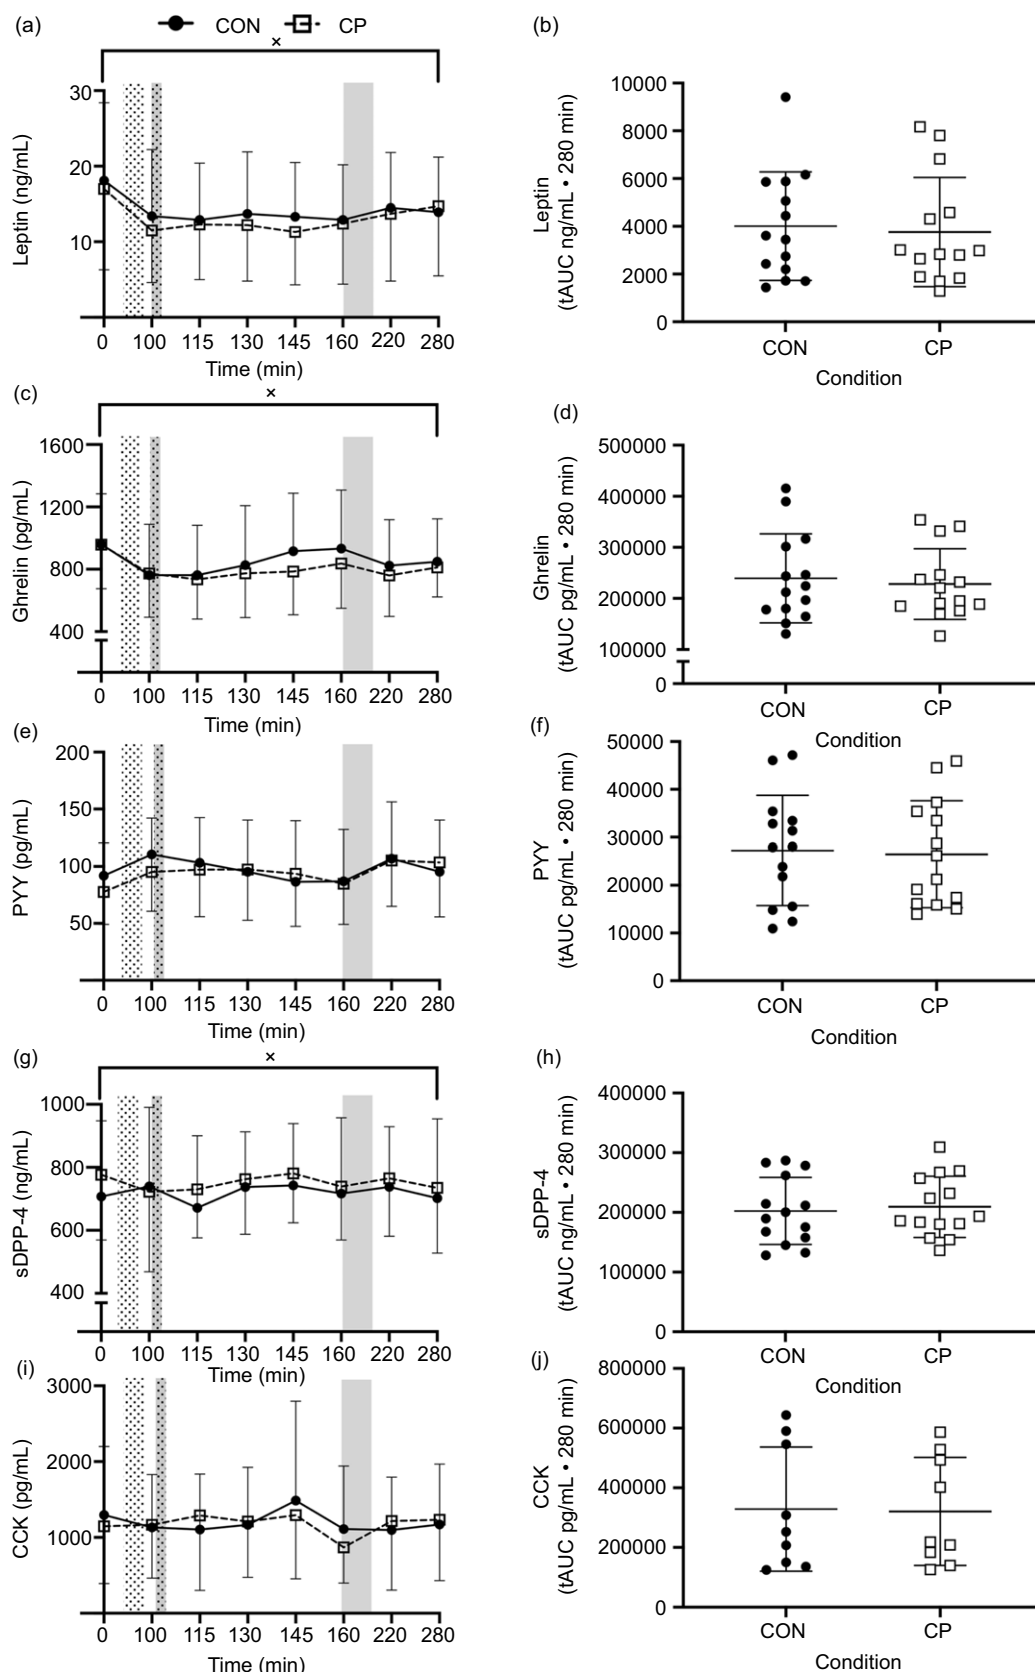 (a) CON CP
×
Leptin (ng/mL)
30
20
10
0 100 115 130 145 160 220 280
Time (min)
(b)
Leptin
(tAUC ng/mL • 280 min)
10000
8000
6000
4000
2000
0
CON CP
Condition
(c)
×
Ghrelin (pg/mL)
1600
1200
800
400
0 100 115 130 145 160 220 280
Time (min)
(d)
Ghrelin
(tAUC pg/mL • 280 min)
500000
400000
300000
200000
100000
0
CON CP
Condition
(e)
PYY (pg/mL)
200
150
100
50
0 100 115 130 145 160 220 280
Time (min)
(f)
PYY
(tAUC pg/mL • 280 min)
50000
40000
30000
20000
10000
0
CON CP
Condition
(g)
×
sDPP-4 (ng/mL)
1000
800
600
400
0 100 115 130 145 160 220 280
Time (min)
(h)
sDPP-4
(tAUC ng/mL • 280 min)
400000
300000
200000
100000
0
CON CP
Condition
(i)
CCK (pg/mL)
3000
2000
1000
0 100 115 130 145 160 220 280
Time (min)
(j)
CCK
(tAUC pg/mL • 280 min)
800000
600000
400000
200000
0
CON CP
Condition